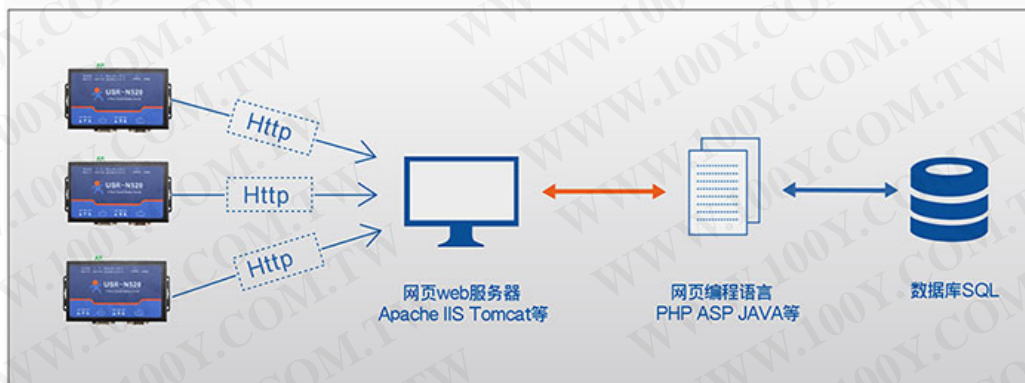 USR-N520
Http
USR-N520
Http
USR-N520
Http
网页web服务器
Apache IIS Tomcat等
网页编程语言
PHP ASP JAVA等
数据库SQL
WWW.100Y.COM.TW